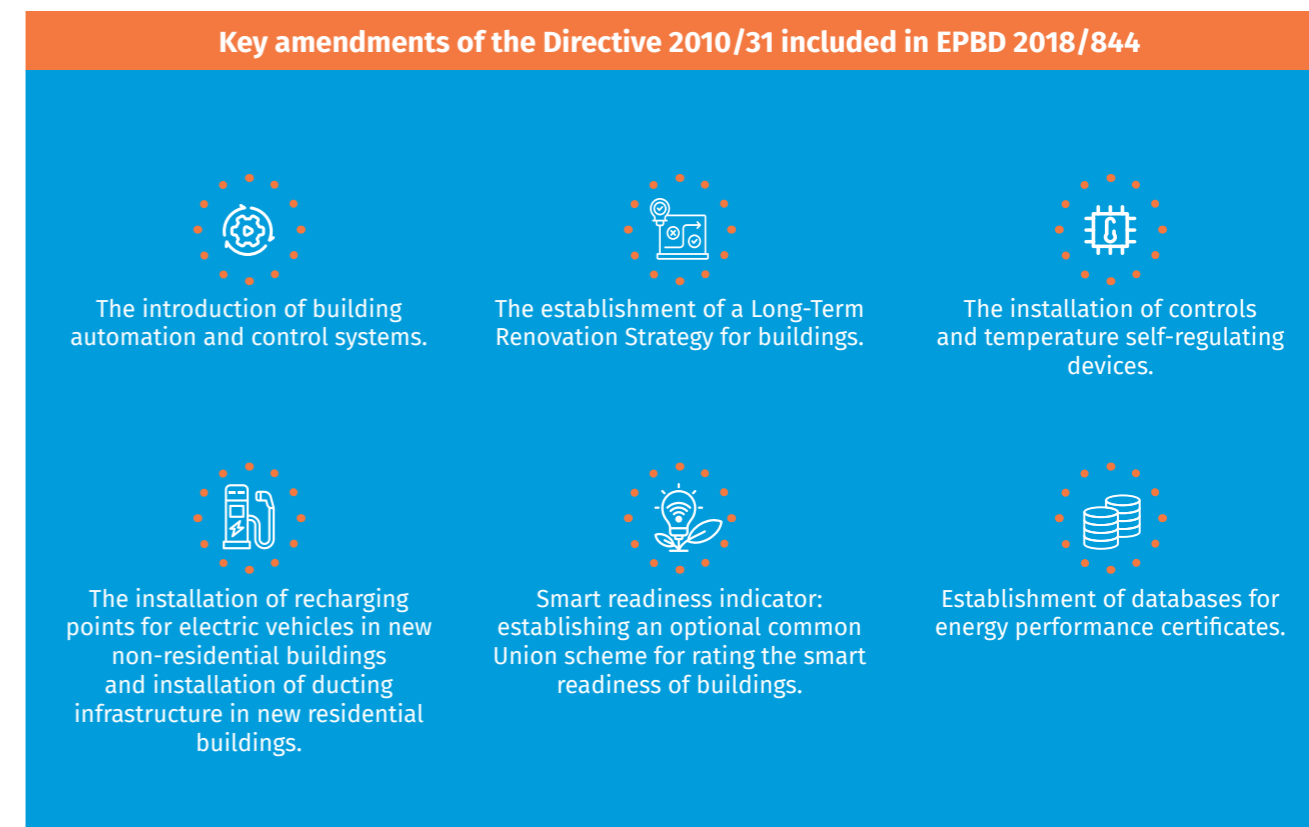 Key amendments of the Directive 2010/31 included in EPBD 2018/844
The introduction of building
automation and control systems.
The establishment of a Long-Term
Renovation Strategy for buildings.
The installation of controls
and temperature self-regulating
devices.
The installation of recharging
points for electric vehicles in new
non-residential buildings
and installation of ducting
infrastructure in new residential
buildings.
Smart readiness indicator:
establishing an optional common
Union scheme for rating the smart
readiness of buildings.
Establishment of databases for
energy performance certificates.